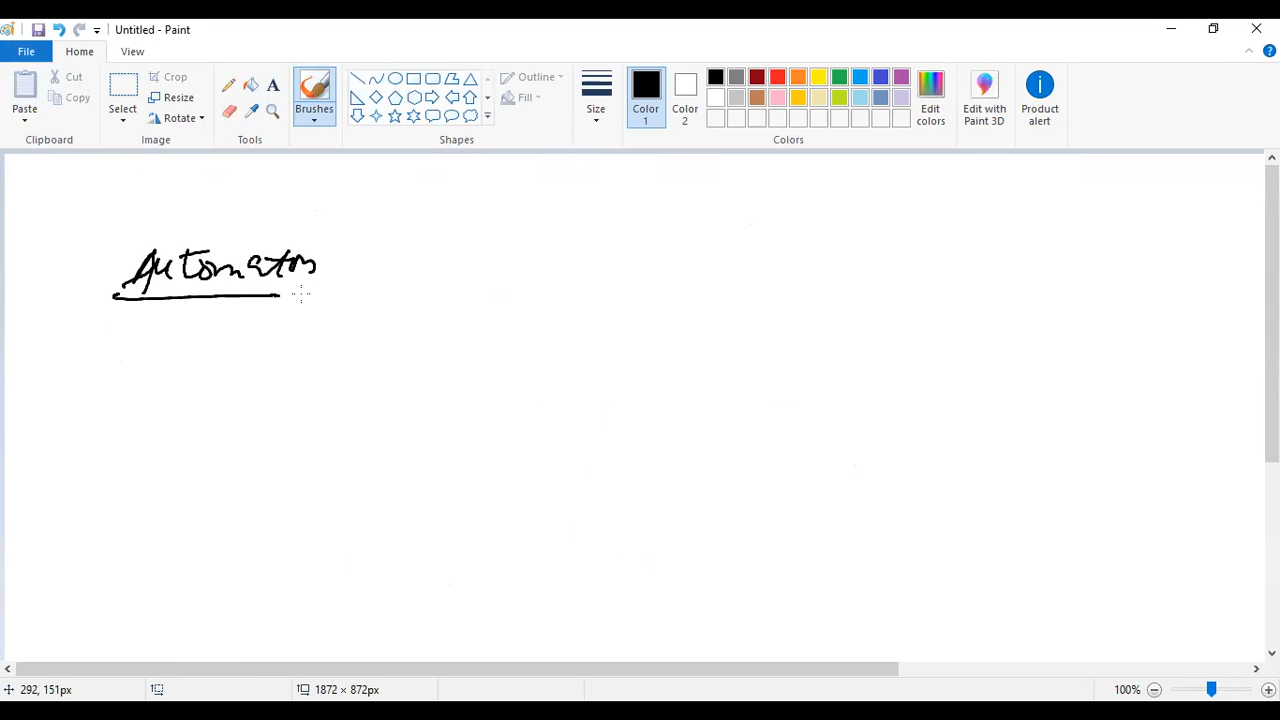 Untitled - Paint
File Home View
Paste
Cut
Copy
Clipboard
Select
Crop
Resize
Rotate
Image
A
Tools
Brushes
Outline
Fill
Shapes
Size
Color 1
Color 2
Edit colors
Colors
Edit with Paint 3D
Product alert
Automaton
292, 151px
1872 × 872px
100%